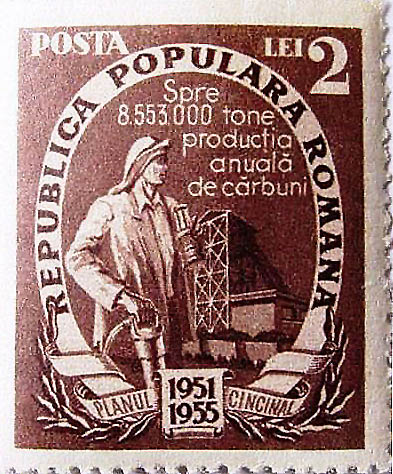 POSTA LEI 2
REPUBLICA POPULARA ROMANA
Spre
8.553.000 tone
productia
anuală
de cărbuni
PLANUL 1951 CINCINAL
1955